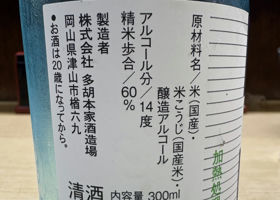 原材料名／米（国産）・
米こうじ（国産米）・
醸造アルコール
アルコール分／14度
精米歩合／60%
製造者
株式会社 多胡本家酒造場
岡山県津山市楢六九
●お酒は20歳になってから。
加熱処
清酒 内容量 300ml